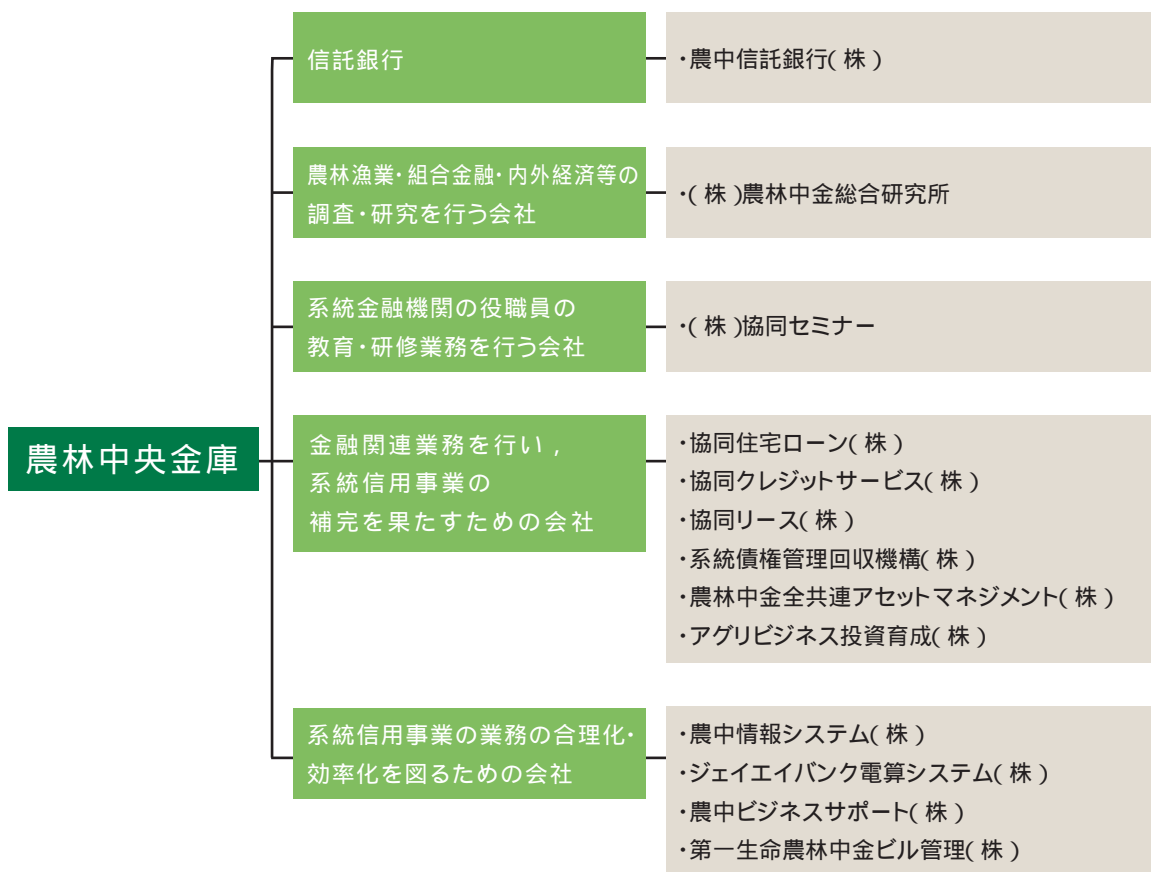 信託銀行
・農中信託銀行(株)
農林漁業・組合金融・内外経済等の
調査・研究を行う会社
・(株)農林中金総合研究所
系統金融機関の役職員の
教育・研修業務を行う会社
・(株)協同セミナー
農林中央金庫
金融関連業務を行い,
系統信用事業の
補完を果たすための会社
・協同住宅ローン(株)
・協同クレジットサービス(株)
・協同リース(株)
・系統債権管理回収機構(株)
・農林中金全共連アセットマネジメント(株)
・アグリビジネス投資育成(株)
系統信用事業の業務の合理化・
効率化を図るための会社
・農中情報システム(株)
・ジェイエイバンク電算システム(株)
・農中ビジネスサポート(株)
・第一生命農林中金ビル管理(株)